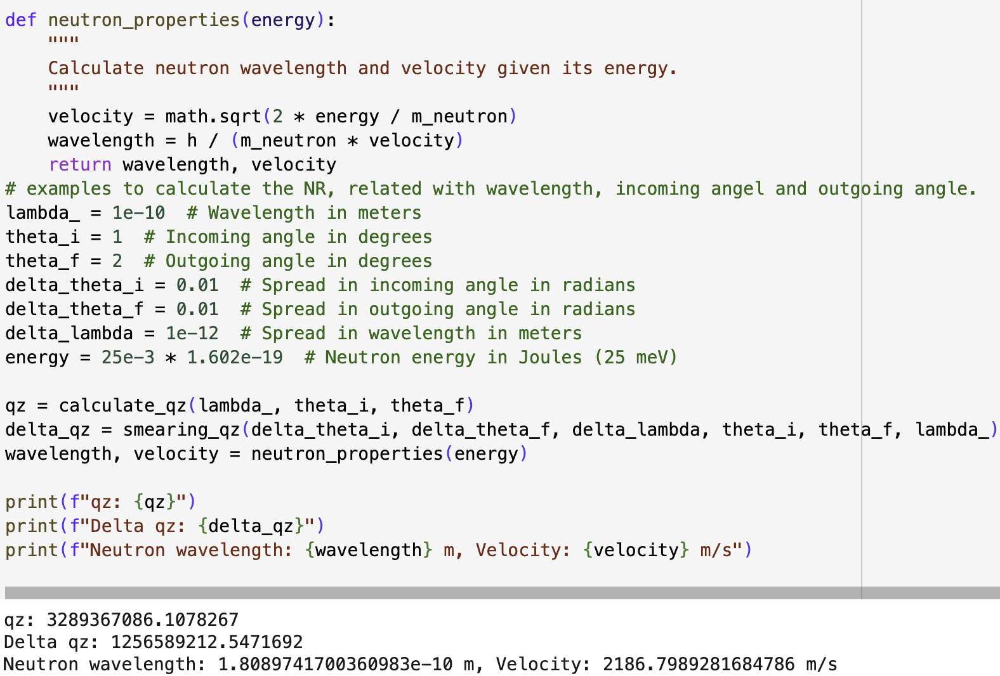 def neutron_properties(energy):
    """
    Calculate neutron wavelength and velocity given its energy.
    """
    velocity = math.sqrt(2 * energy / m_neutron)
    wavelength = h / (m_neutron * velocity)
    return wavelength, velocity
# examples to calculate the NR, related with wavelength, incoming angel and outgoing angle.
lambda_ = 1e-10  # Wavelength in meters
theta_i = 1  # Incoming angle in degrees
theta_f = 2  # Outgoing angle in degrees
delta_theta_i = 0.01  # Spread in incoming angle in radians
delta_theta_f = 0.01  # Spread in outgoing angle in radians
delta_lambda = 1e-12  # Spread in wavelength in meters
energy = 25e-3 * 1.602e-19  # Neutron energy in Joules (25 meV)

qz = calculate_qz(lambda_, theta_i, theta_f)
delta_qz = smearing_qz(delta_theta_i, delta_theta_f, delta_lambda, theta_i, theta_f, lambda_)
wavelength, velocity = neutron_properties(energy)

print(f"qz: {qz}")
print(f"Delta qz: {delta_qz}")
print(f"Neutron wavelength: {wavelength} m, Velocity: {velocity} m/s")

qz: 3289367086.1078267
Delta qz: 1256589212.5471692
Neutron wavelength: 1.8089741700360983e-10 m, Velocity: 2186.7989281684786 m/s